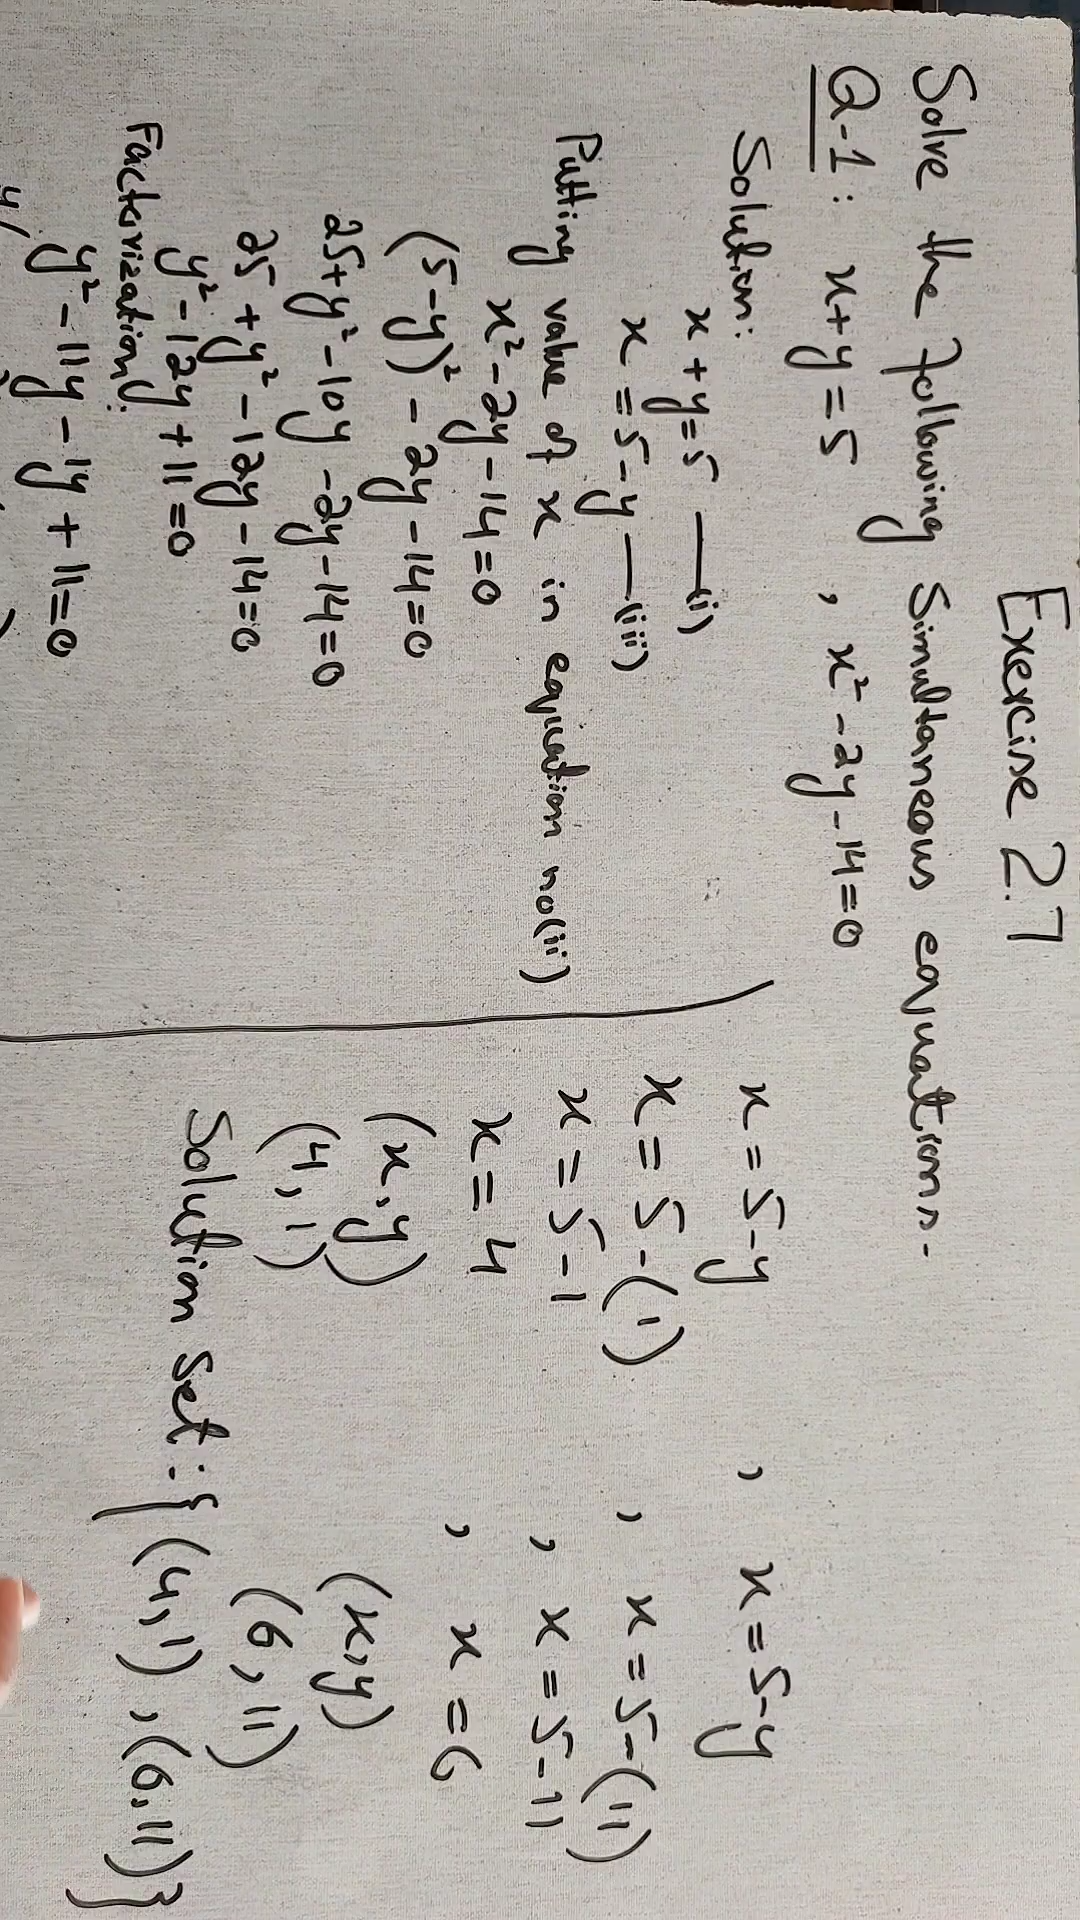 Exercise 2.7
Solve the following Simultaneous equations.
Q-1: x+y=5 , x²-2y-14=0
Solution:
x+y=5 —(i)
x=5-y —(iii)
Putting value of x in equation no(ii)
x²-2y-14=0
(5-y)²-2y-14=0
25+y²-10y-2y-14=0
25+y²-12y-14=0
y²-12y+11=0
Factorization:
y²-11y-1y+11=0
x=5-y , x=5-y
x=5-(1) , x=5-(11)
x=5-1 , x=5-11
x=4 , x=6
(x,y) (x,y)
(4,1) (6,11)
Solution Set:{(4,1),(6,11)}